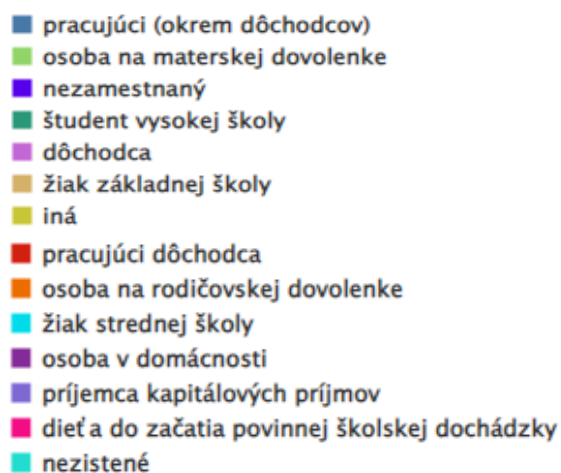 pracujúci (okrem dôchodcov)
osoba na materskej dovolenke
nezamestnaný
študent vysokej školy
dôchodca
žiak základnej školy
iná
pracujúci dôchodca
osoba na rodičovskej dovolenke
žiak strednej školy
osoba v domácnosti
príjemca kapitálových príjmov
dieťa do začatia povinnej školskej dochádzky
nezistené